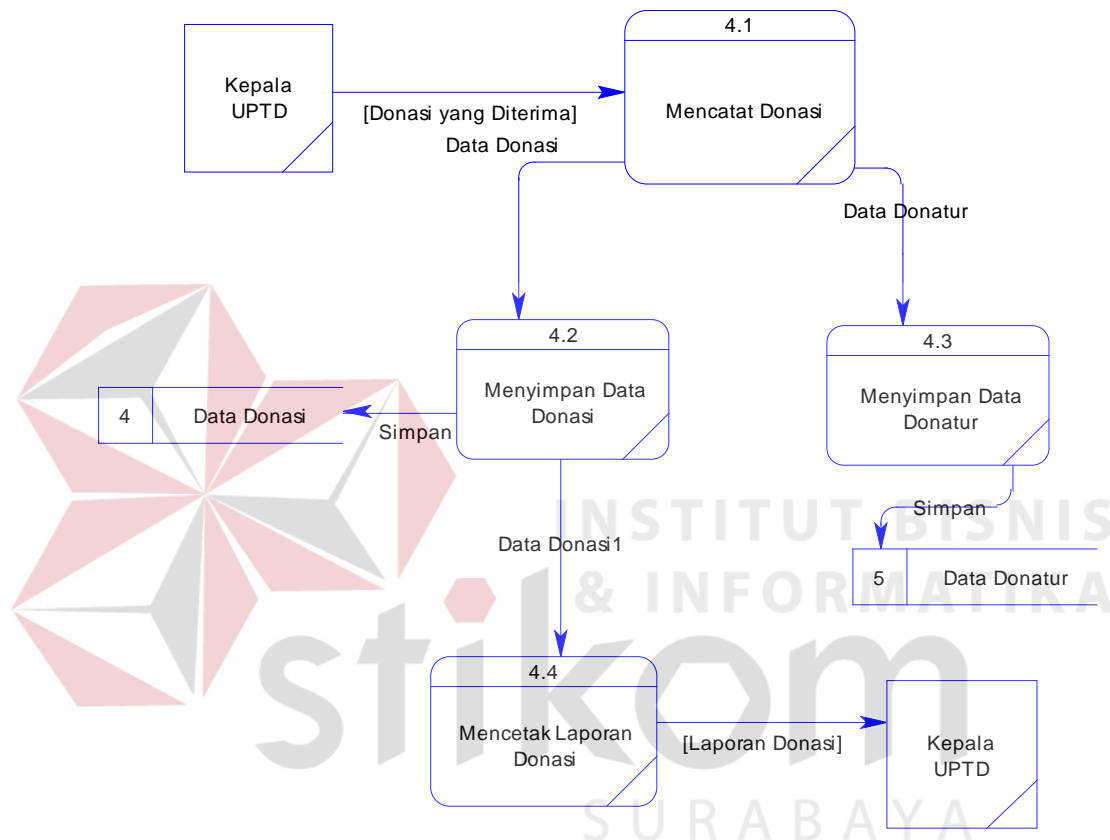 4.1
Kepala
UPTD
Mencatat Donasi
[Donasi yang Diterima]
Data Donasi
Data Donatur
4.2
4.3
Menyimpan Data
Donasi
Menyimpan Data
Donatur
4
Data Donasi
Simpan
Simpan
INSTITUT BISNIS
Data Donasi1
5
Data Donatur
& INFORMATIKA
stikom
4.4
Mencetak Laporan
Donasi
[Laporan Donasi]
Kepala
UPTD
SURABAYA